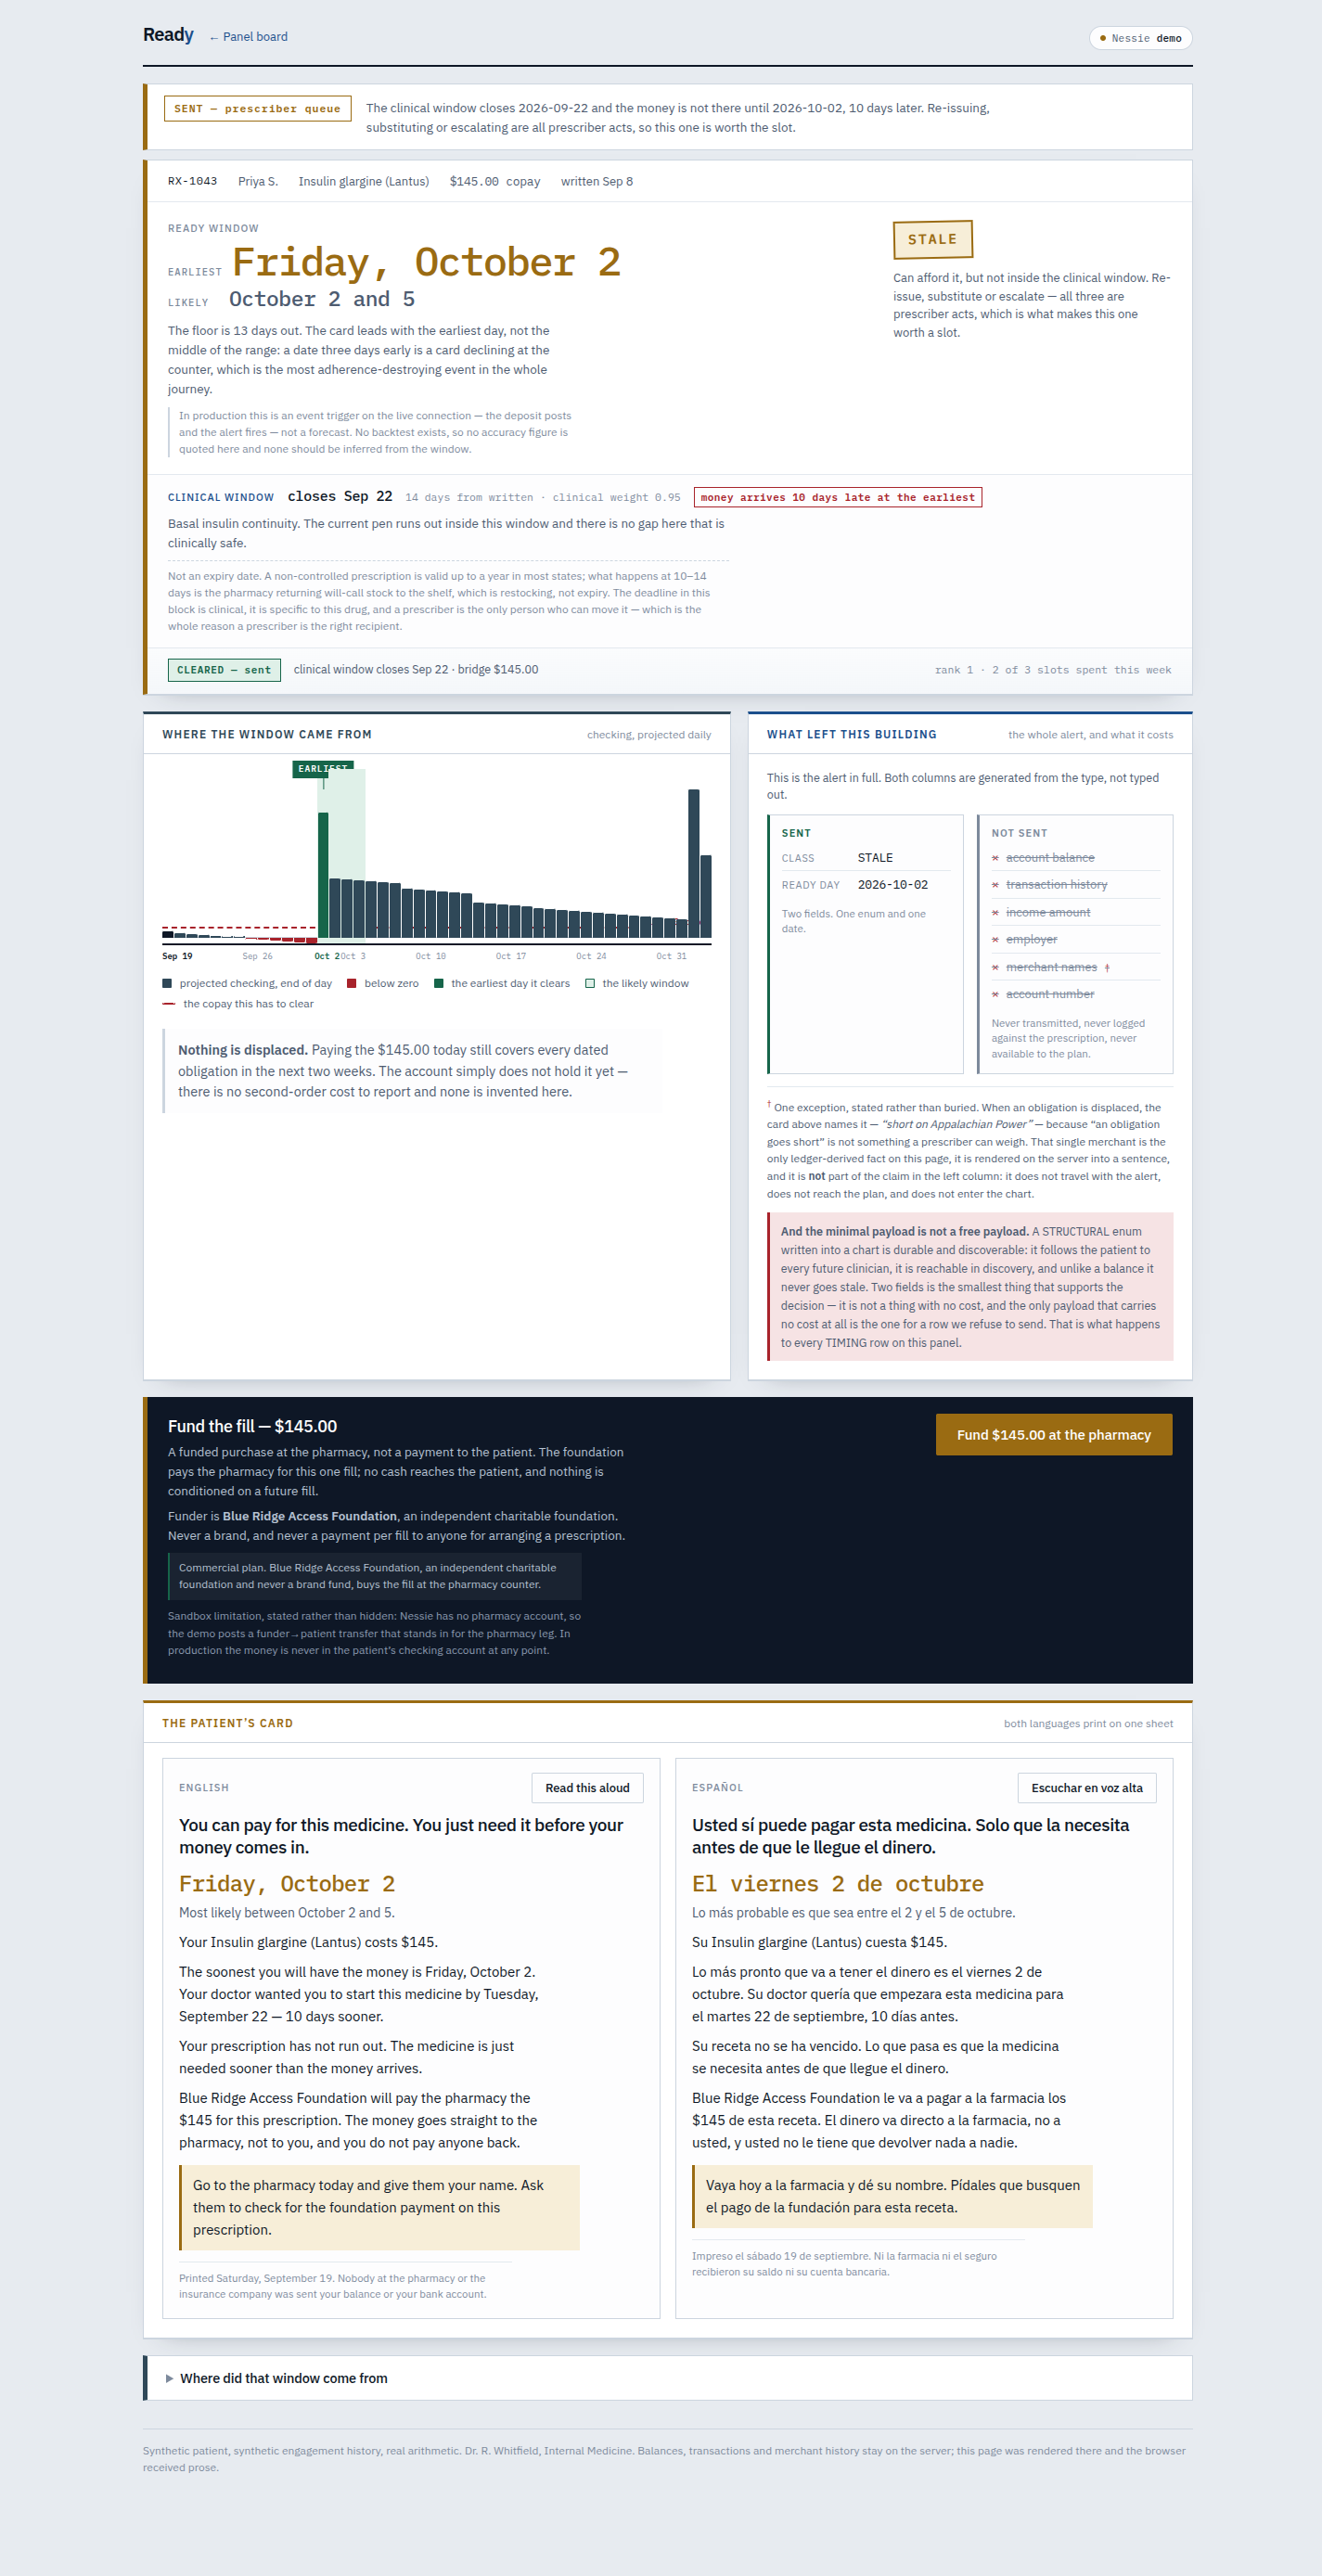 Ready ← Panel board
Nessie demo
SENT — prescriber queue
The clinical window closes 2026-09-22 and the money is not there until 2026-10-02, 10 days later. Re-issuing,
substituting or escalating are all prescriber acts, so this one is worth the slot.
RX-1043 Priya S. Insulin glargine (Lantus) $145.00 copay written Sep 8
READY WINDOW
EARLIEST Friday, October 2
LIKELY October 2 and 5
The floor is 13 days out. The card leads with the earliest day, not the
middle of the range: a date three days early is a card declining at the
counter, which is the most adherence-destroying event in the whole
journey.
In production this is an event trigger on the live connection — the deposit posts
and the alert fires — not a forecast. No backtest exists, so no accuracy figure is
quoted here and none should be inferred from the window.
STALE
Can afford it, but not inside the clinical window. Re-
issue, substitute or escalate — all three are
prescriber acts, which is what makes this one
worth a slot.
CLINICAL WINDOW closes Sep 22 14 days from written · clinical weight 0.95 money arrives 10 days late at the earliest
Basal insulin continuity. The current pen runs out inside this window and there is no gap here that is
clinically safe.
Not an expiry date. A non-controlled prescription is valid up to a year in most states; what happens at 10–14
days is the pharmacy returning will-call stock to the shelf, which is restocking, not expiry. The deadline in this
block is clinical, it is specific to this drug, and a prescriber is the only person who can move it — which is the
whole reason a prescriber is the right recipient.
CLEARED — sent clinical window closes Sep 22 · bridge $145.00 rank 1 · 2 of 3 slots spent this week
WHERE THE WINDOW CAME FROM checking, projected daily
EARLIEST
Sep 19 Sep 26 Oct 2 Oct 3 Oct 10 Oct 17 Oct 24 Oct 31
projected checking, end of day below zero the earliest day it clears the likely window
the copay this has to clear
Nothing is displaced. Paying the $145.00 today still covers every dated
obligation in the next two weeks. The account simply does not hold it yet —
there is no second-order cost to report and none is invented here.
WHAT LEFT THIS BUILDING the whole alert, and what it costs
This is the alert in full. Both columns are generated from the type, not typed
out.
SENT
CLASS STALE
READY DAY 2026-10-02
Two fields. One enum and one
date.
NOT SENT
× account balance
× transaction history
× income amount
× employer
× merchant names †
× account number
Never transmitted, never logged
against the prescription, never
available to the plan.
† One exception, stated rather than buried. When an obligation is displaced, the
card above names it — “short on Appalachian Power” — because “an obligation
goes short” is not something a prescriber can weigh. That single merchant is the
only ledger-derived fact on this page, it is rendered on the server into a sentence,
and it is not part of the claim in the left column: it does not travel with the alert,
does not reach the plan, and does not enter the chart.
And the minimal payload is not a free payload. A STRUCTURAL enum
written into a chart is durable and discoverable: it follows the patient to
every future clinician, it is reachable in discovery, and unlike a balance it
never goes stale. Two fields is the smallest thing that supports the
decision — it is not a thing with no cost, and the only payload that carries
no cost at all is the one for a row we refuse to send. That is what happens
to every TIMING row on this panel.
Fund the fill — $145.00
A funded purchase at the pharmacy, not a payment to the patient. The foundation
pays the pharmacy for this one fill; no cash reaches the patient, and nothing is
conditioned on a future fill.
Funder is Blue Ridge Access Foundation, an independent charitable foundation.
Never a brand, and never a payment per fill to anyone for arranging a prescription.
Commercial plan. Blue Ridge Access Foundation, an independent charitable
foundation and never a brand fund, buys the fill at the pharmacy counter.
Sandbox limitation, stated rather than hidden: Nessie has no pharmacy account, so
the demo posts a funder→patient transfer that stands in for the pharmacy leg. In
production the money is never in the patient’s checking account at any point.
Fund $145.00 at the pharmacy
THE PATIENT’S CARD both languages print on one sheet
ENGLISH Read this aloud
You can pay for this medicine. You just need it before your
money comes in.
Friday, October 2
Most likely between October 2 and 5.
Your Insulin glargine (Lantus) costs $145.
The soonest you will have the money is Friday, October 2.
Your doctor wanted you to start this medicine by Tuesday,
September 22 — 10 days sooner.
Your prescription has not run out. The medicine is just
needed sooner than the money arrives.
Blue Ridge Access Foundation will pay the pharmacy the
$145 for this prescription. The money goes straight to the
pharmacy, not to you, and you do not pay anyone back.
Go to the pharmacy today and give them your name. Ask
them to check for the foundation payment on this
prescription.
Printed Saturday, September 19. Nobody at the pharmacy or the
insurance company was sent your balance or your bank account.
ESPAÑOL Escuchar en voz alta
Usted sí puede pagar esta medicina. Solo que la necesita
antes de que le llegue el dinero.
El viernes 2 de octubre
Lo más probable es que sea entre el 2 y el 5 de octubre.
Su Insulin glargine (Lantus) cuesta $145.
Lo más pronto que va a tener el dinero es el viernes 2 de
octubre. Su doctor quería que empezara esta medicina para
el martes 22 de septiembre, 10 días antes.
Su receta no se ha vencido. Lo que pasa es que la medicina
se necesita antes de que llegue el dinero.
Blue Ridge Access Foundation le va a pagar a la farmacia los
$145 de esta receta. El dinero va directo a la farmacia, no a
usted, y usted no le tiene que devolver nada a nadie.
Vaya hoy a la farmacia y dé su nombre. Pídales que busquen
el pago de la fundación para esta receta.
Impreso el sábado 19 de septiembre. Ni la farmacia ni el seguro
recibieron su saldo ni su cuenta bancaria.
Where did that window come from
Synthetic patient, synthetic engagement history, real arithmetic. Dr. R. Whitfield, Internal Medicine. Balances, transactions and merchant history stay on the server; this page was rendered there and the browser
received prose.